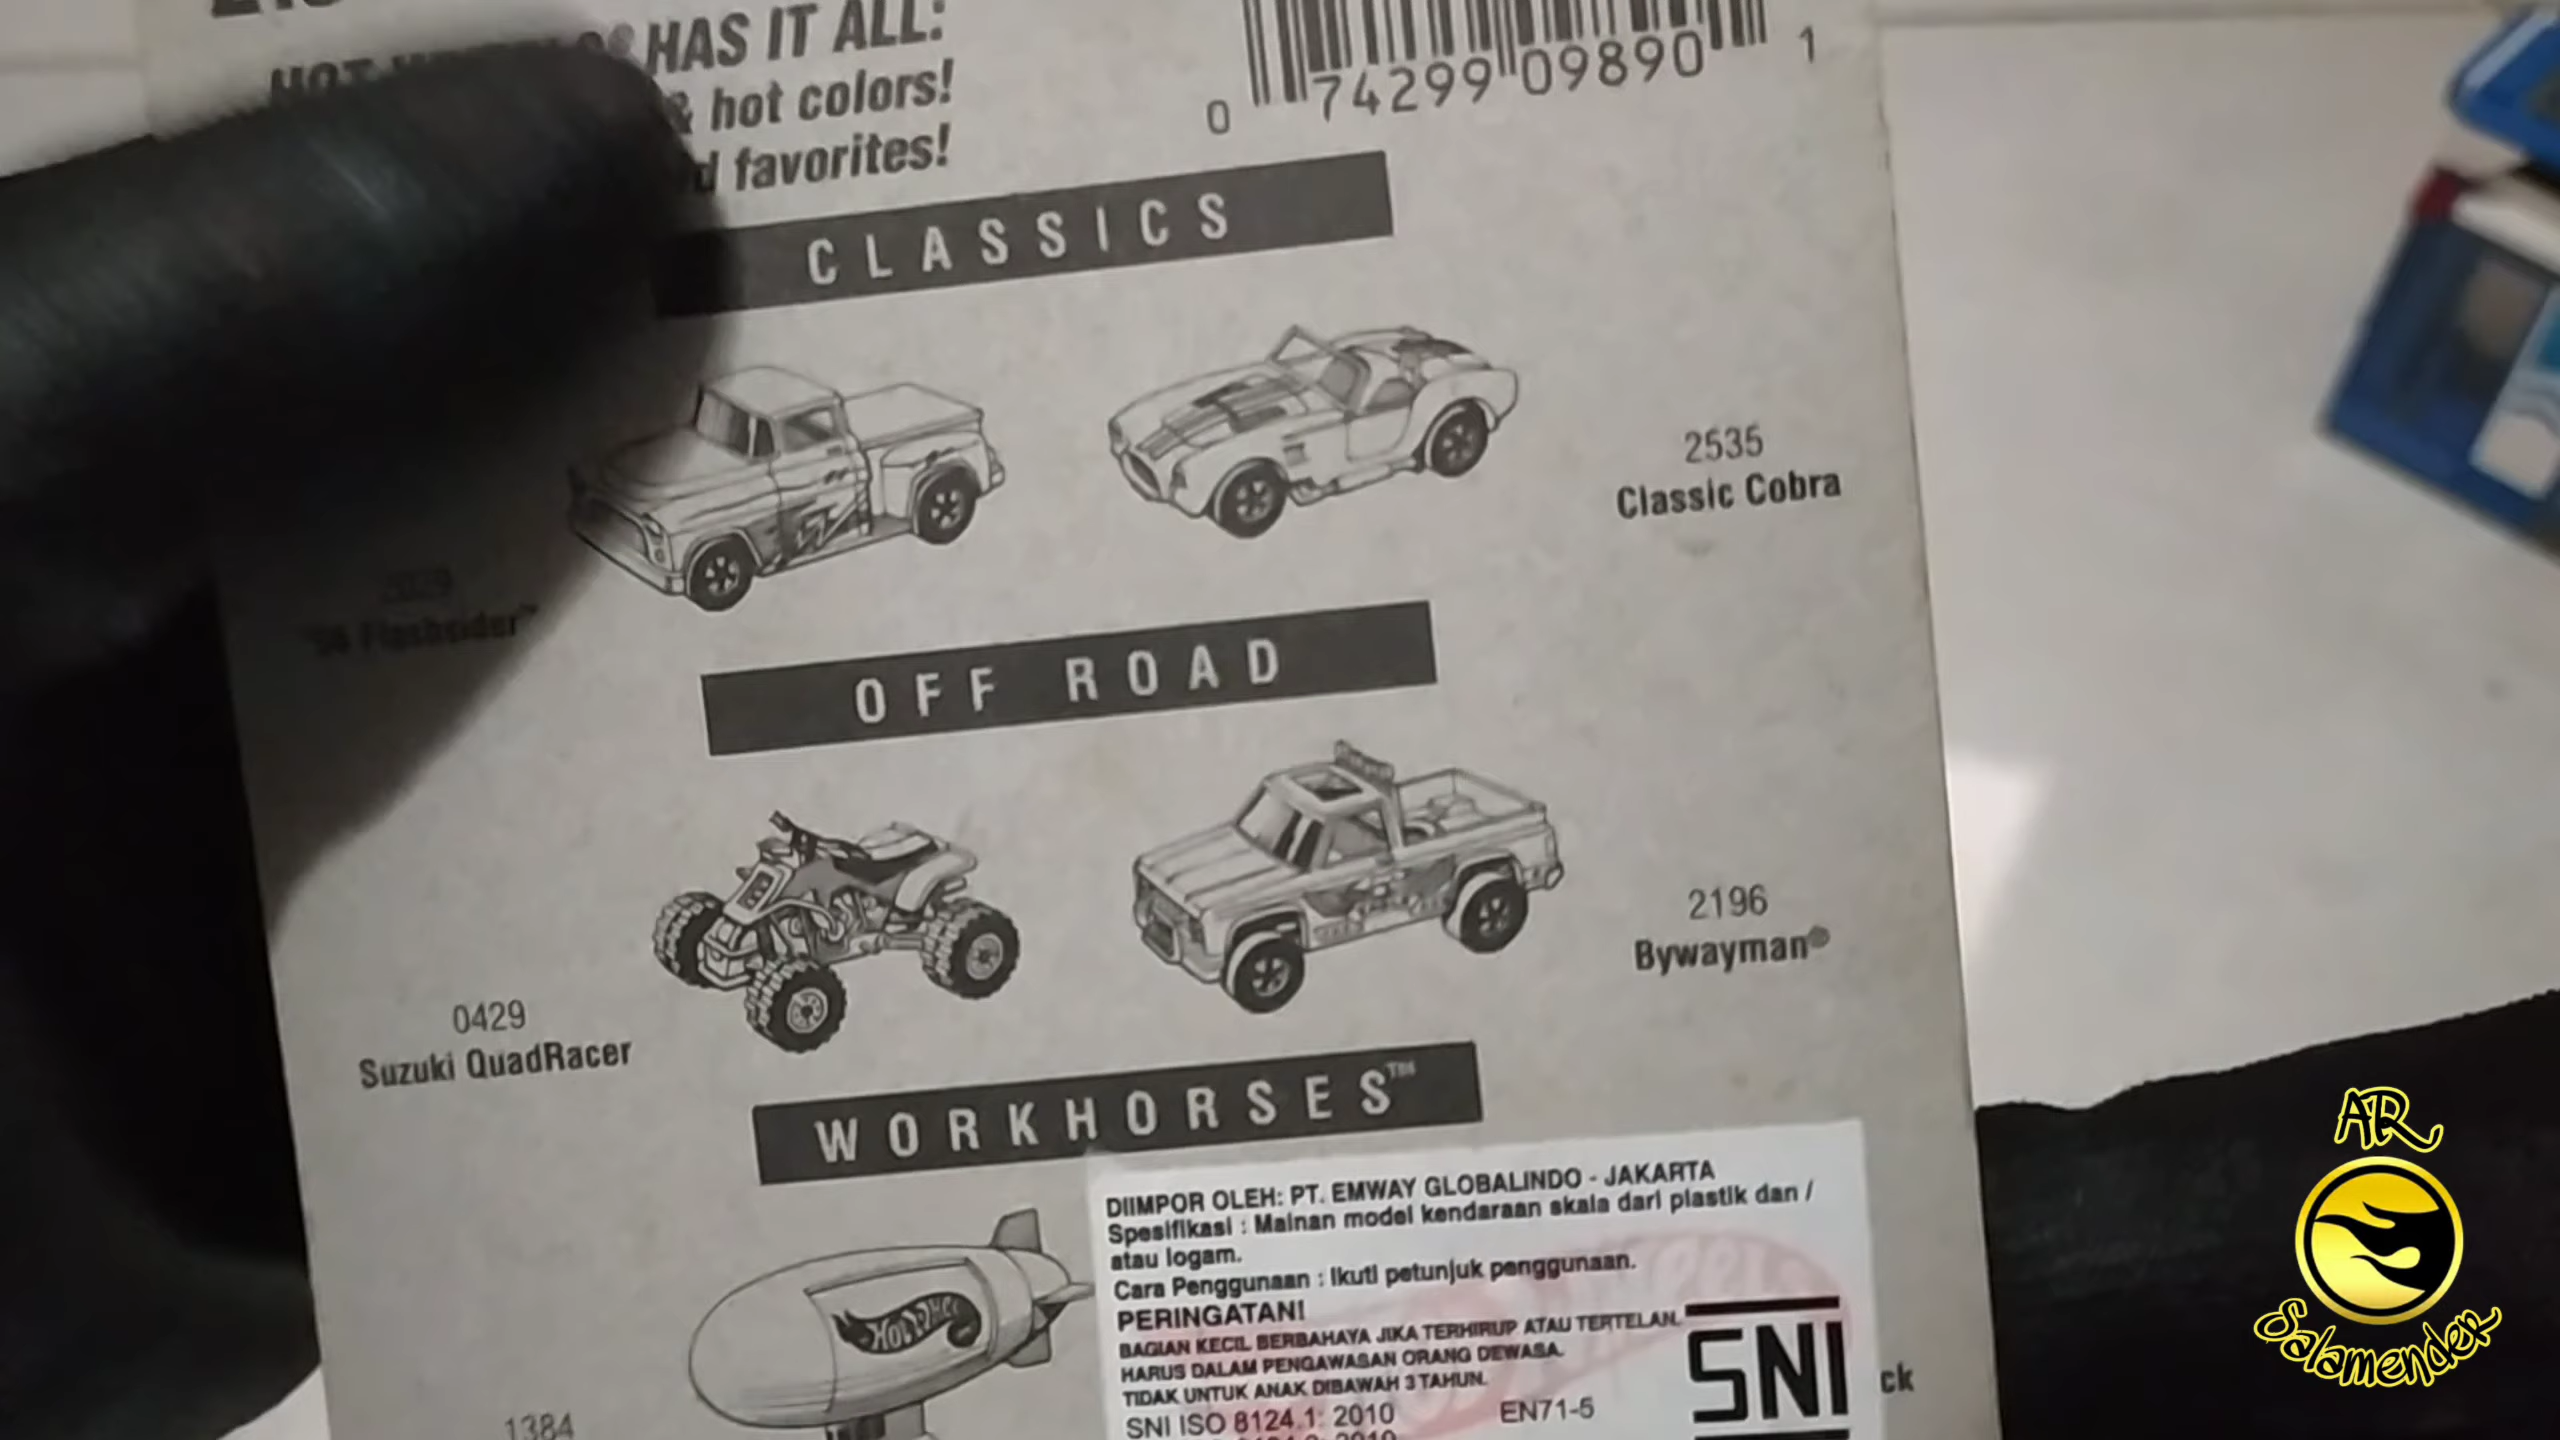 HAS IT ALL:
& hot colors!
favorites!
0 74299 09890 1
CLASSICS
2535
Classic Cobra
Flashsider™
OFF ROAD
2196
Bywayman®
0429
Suzuki QuadRacer
WORKHORSES™
DIIMPOR OLEH: PT. EMWAY GLOBALINDO - JAKARTA
Spesifikasi : Mainan model kendaraan skala dari plastik dan /
atau logam.
Cara Penggunaan : Ikuti petunjuk penggunaan.
PERINGATAN!
BAGIAN KECIL BERBAHAYA JIKA TERHIRUP ATAU TERTELAN.
HARUS DALAM PENGAWASAN ORANG DEWASA.
TIDAK UNTUK ANAK DIBAWAH 3 TAHUN.
SNI ISO 8124.1: 2010 EN71-5
SNI
ck
1384
AR
Salamender